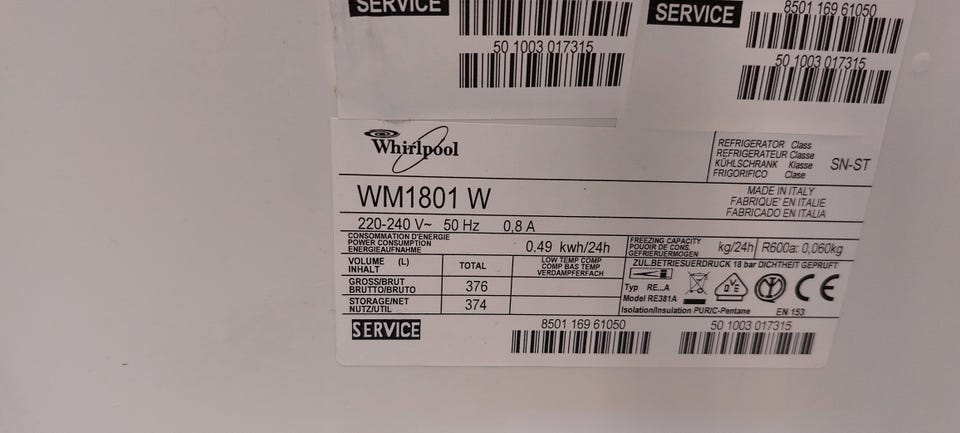 SERVICE
50 1003 017315
SERVICE
8501 169 61050
50 1003 017315
Whirlpool
REFRIGERATOR Class
REFRIGERATEUR Classe
KÜHLSCHRANK Klasse
FRIGORIFICO Clase
SN-ST
WM1801 W
MADE IN ITALY
FABRIQUE' EN ITALIE
FABRICADO EN ITALIA
220-240 V~ 50 Hz 0,8 A
CONSOMMATION D'ENERGIE
POWER CONSUMPTION
ENERGIEAUFNAHME
0.49 kwh/24h
FREEZING CAPACITY
POUOIR DE CONS.
GEFRIERUERMOGEN
kg/24h
R600a: 0,060kg
VOLUME (L)
INHALT
TOTAL
LOW TEMP COMP
COMP BAS TEMP
VERDAMPFERFACH
ZUL.BETRIESUERDUCK 18 bar DICHTHEIT GEPRUFT
GROSS/BRUT
BRUTTO/BRUTO
376
STORAGE/NET
NUTZ/UTIL
374
Typ RE...A
Model RE381A
Isolation/Insulation PUR/C-Pentane
EN 153
CE
SERVICE
8501 169 61050
50 1003 017315